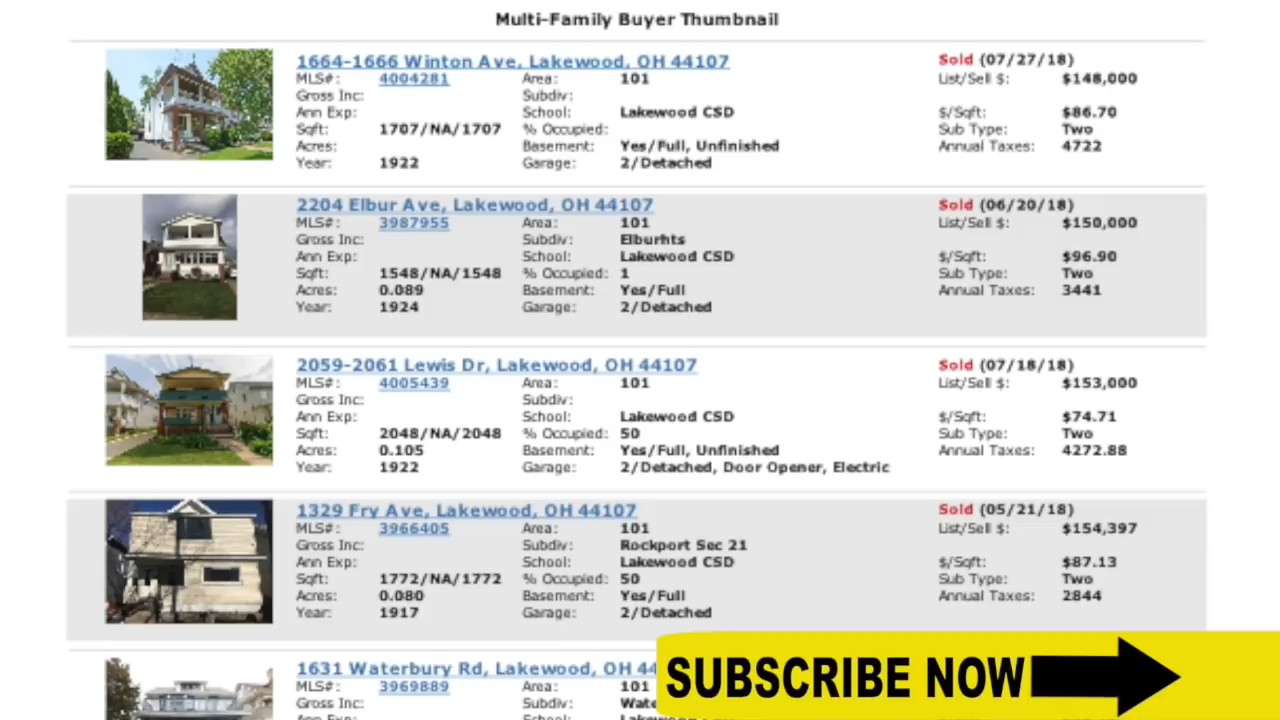 Multi-Family Buyer Thumbnail
1664-1666 Winton Ave, Lakewood, OH 44107 Sold (07/27/18)
MLS#: 4004281 Area: 101 List/Sell $: $148,000
Gross Inc: Subdiv:
Ann Exp: School: Lakewood CSD $/Sqft: $86.70
Sqft: 1707/NA/1707 % Occupied: Sub Type: Two
Acres: Basement: Yes/Full, Unfinished Annual Taxes: 4722
Year: 1922 Garage: 2/Detached
2204 Elbur Ave, Lakewood, OH 44107 Sold (06/20/18)
MLS#: 3987955 Area: 101 List/Sell $: $150,000
Gross Inc: Subdiv: Elburhts
Ann Exp: School: Lakewood CSD $/Sqft: $96.90
Sqft: 1548/NA/1548 % Occupied: 1 Sub Type: Two
Acres: 0.089 Basement: Yes/Full Annual Taxes: 3441
Year: 1924 Garage: 2/Detached
2059-2061 Lewis Dr, Lakewood, OH 44107 Sold (07/18/18)
MLS#: 4005439 Area: 101 List/Sell $: $153,000
Gross Inc: Subdiv:
Ann Exp: School: Lakewood CSD $/Sqft: $74.71
Sqft: 2048/NA/2048 % Occupied: 50 Sub Type: Two
Acres: 0.105 Basement: Yes/Full, Unfinished Annual Taxes: 4272.88
Year: 1922 Garage: 2/Detached, Door Opener, Electric
1329 Fry Ave, Lakewood, OH 44107 Sold (05/21/18)
MLS#: 3966405 Area: 101 List/Sell $: $154,397
Gross Inc: Subdiv: Rockport Sec 21
Ann Exp: School: Lakewood CSD $/Sqft: $87.13
Sqft: 1772/NA/1772 % Occupied: 50 Sub Type: Two
Acres: 0.080 Basement: Yes/Full Annual Taxes: 2844
Year: 1917 Garage: 2/Detached
1631 Waterbury Rd, Lakewood, OH 44
MLS#: 3969889 Area: 101
Gross Inc: Subdiv: Wate
SUBSCRIBE NOW